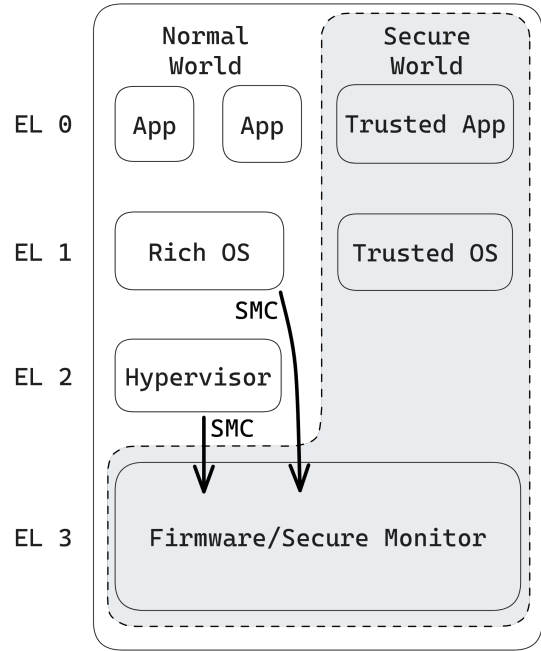 Normal
World
Secure
World
EL 0
App
App
Trusted App
EL 1
Rich OS
Trusted OS
SMC
EL 2
Hypervisor
SMC
EL 3
Firmware/Secure Monitor